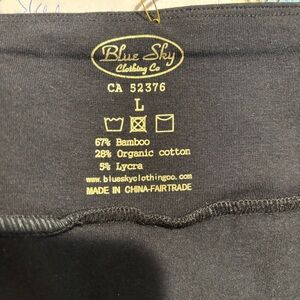 Blue Sky
Clothing Co
CA 52376
L
67% Bamboo
28% Organic cotton
5% Lycra
www.blueskyclothingco.com
MADE IN CHINA-FAIRTRADE